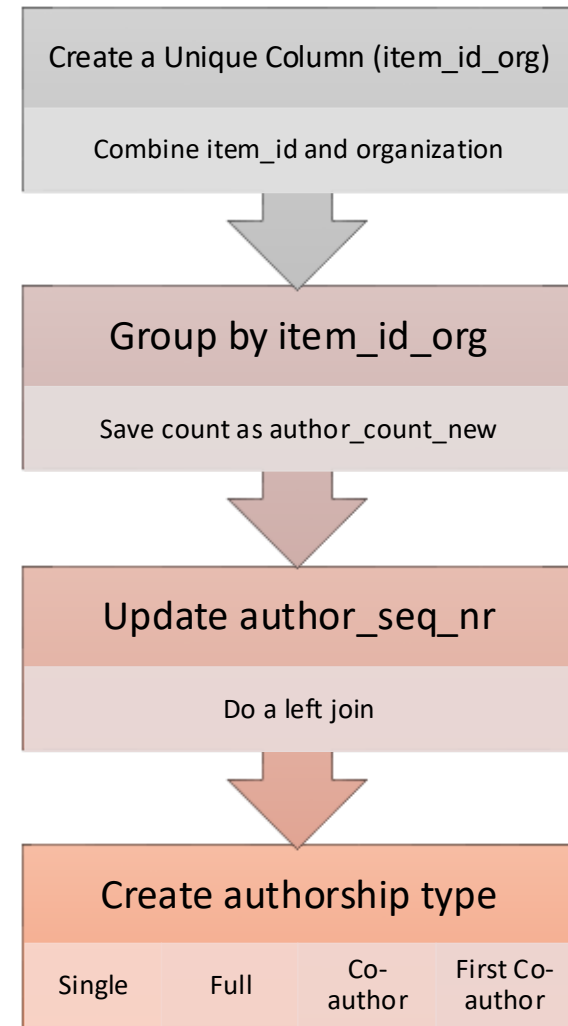 Create a Unique Column (item_id_org)
Combine item_id and organization
Group by item_id_org
Save count as author_count_new
Update author_seq_nr
Do a left join
Create authorship type
Single
Full
Co-
author
First Co-
author